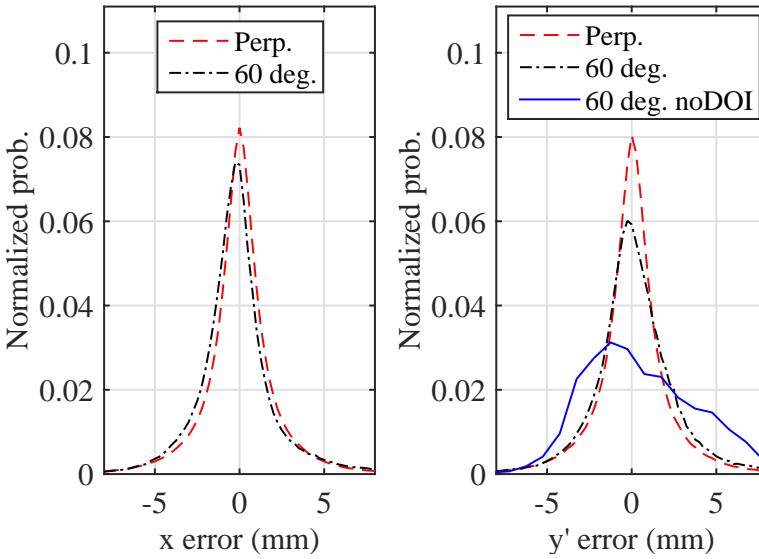 Normalized prob.
0.1
0.08
0.06
0.04
0.02
0
-5
0
5
x error (mm)
Perp.
60 deg.
Normalized prob.
0.1
0.08
0.06
0.04
0.02
0
-5
0
5
y' error (mm)
Perp.
60 deg.
60 deg. noDOI